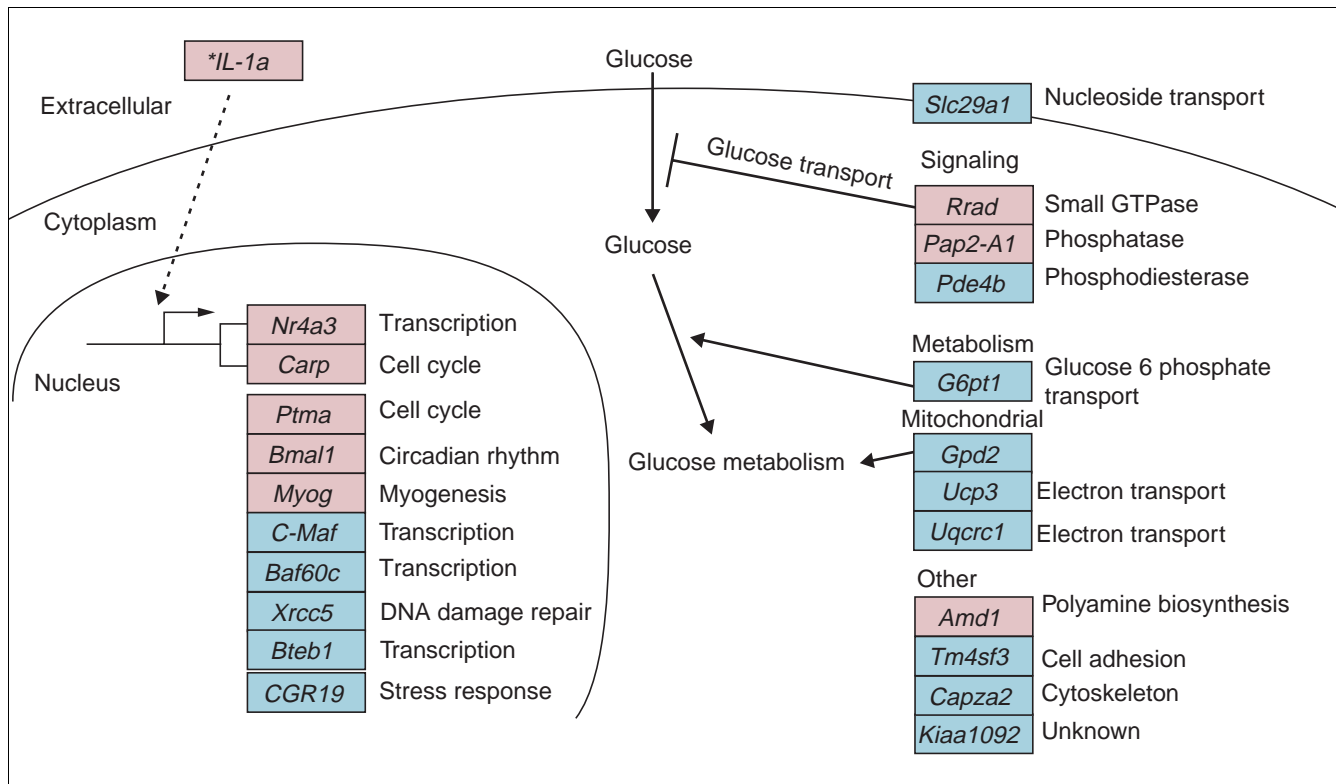 *IL-1a
Extracellular
Cytoplasm
Nucleus
Nr4a3 Transcription
Carp Cell cycle
Ptma Cell cycle
Bmal1 Circadian rhythm
Myog Myogenesis
C-Maf Transcription
Baf60c Transcription
Xrcc5 DNA damage repair
Bteb1 Transcription
CGR19 Stress response
Glucose
Glucose transport
Glucose
Glucose metabolism
Slc29a1 Nucleoside transport
Signaling
Rrad Small GTPase
Pap2-A1 Phosphatase
Pde4b Phosphodiesterase
Metabolism
G6pt1 Glucose 6 phosphate
transport
Mitochondrial
Gpd2
Ucp3 Electron transport
Uqcrc1 Electron transport
Other
Amd1 Polyamine biosynthesis
Tm4sf3 Cell adhesion
Capza2 Cytoskeleton
Kiaa1092 Unknown